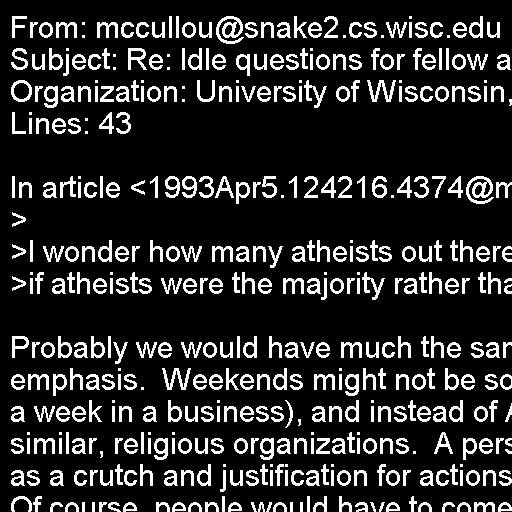 From: mccullou@snake2.cs.wisc.edu
Subject: Re: Idle questions for fellow a
Organization: University of Wisconsin,
Lines: 43

In article <1993Apr5.124216.4374@m
>
>I wonder how many atheists out there
>if atheists were the majority rather tha

Probably we would have much the sam
emphasis.  Weekends might not be so
a week in a business), and instead of A
similar, religious organizations.  A pers
as a crutch and justification for actions
Of course, people would have to come